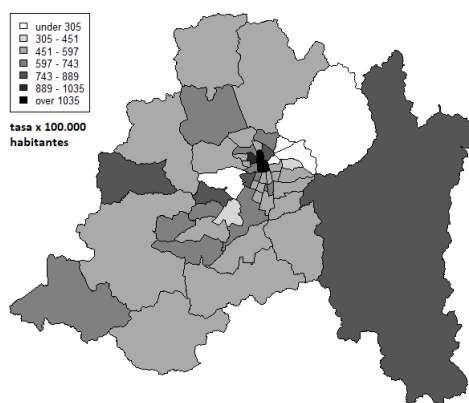 under 305
305 - 451
451 - 597
597 - 743
743 - 889
889 - 1035
over 1035
tasa x 100.000
habitantes